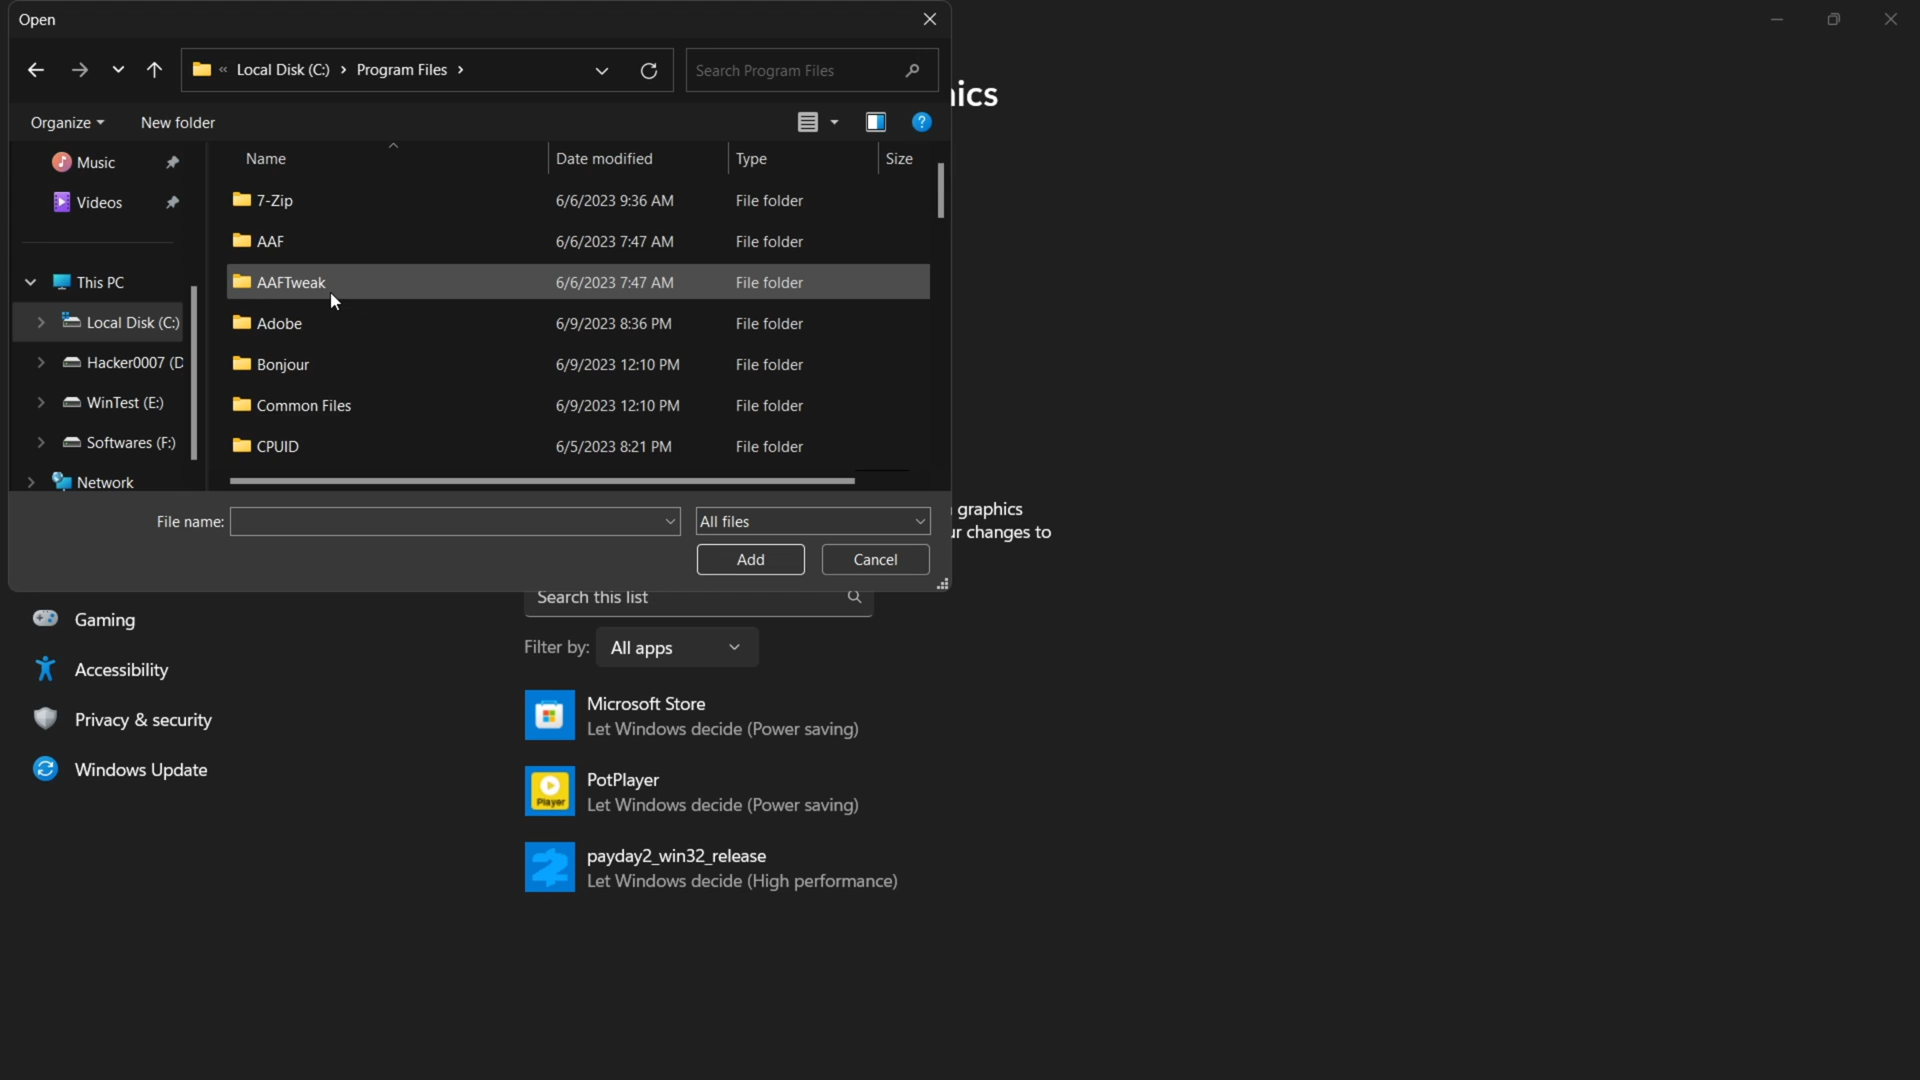 Open
Local Disk (C:) Program Files
Search Program Files
Organize New folder
Name Date modified Type Size
Music
Videos
This PC
Local Disk (C:)
Hacker0007 (D
WinTest (E:)
Softwares (F:)
Network
7-Zip 6/6/2023 9:36 AM File folder
AAF 6/6/2023 7:47 AM File folder
AAFTweak 6/6/2023 7:47 AM File folder
Adobe 6/9/2023 8:36 PM File folder
Bonjour 6/9/2023 12:10 PM File folder
Common Files 6/9/2023 12:10 PM File folder
CPUID 6/5/2023 8:21 PM File folder
File name: All files
Add Cancel
ics
graphics
r changes to
Gaming
Accessibility
Privacy & security
Windows Update
Search this list
Filter by: All apps
Microsoft Store
Let Windows decide (Power saving)
PotPlayer
Player
Let Windows decide (Power saving)
payday2_win32_release
Let Windows decide (High performance)